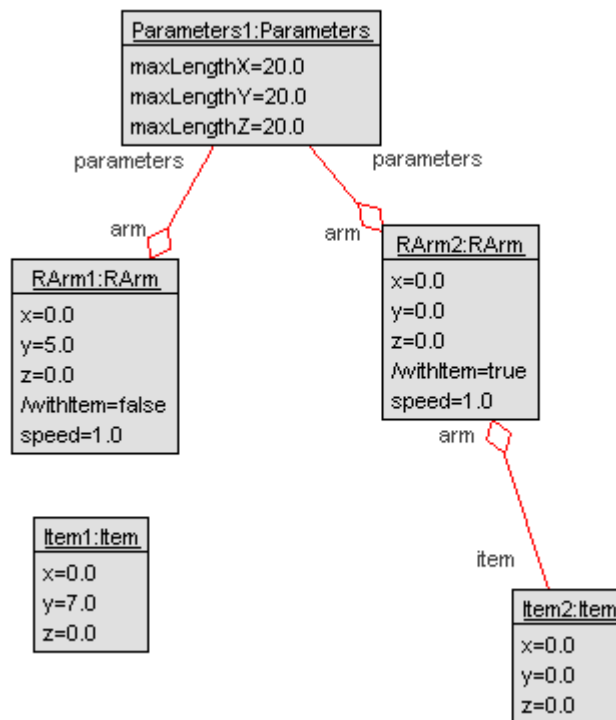 Parameters1:Parameters
maxLengthX=20.0
maxLengthY=20.0
maxLengthZ=20.0
parameters
parameters
arm
arm
RArm1:RArm
x=0.0
y=5.0
z=0.0
/withItem=false
speed=1.0
RArm2:RArm
x=0.0
y=0.0
z=0.0
/withItem=true
speed=1.0
arm
item
Item1:Item
x=0.0
y=7.0
z=0.0
Item2:Item
x=0.0
y=0.0
z=0.0